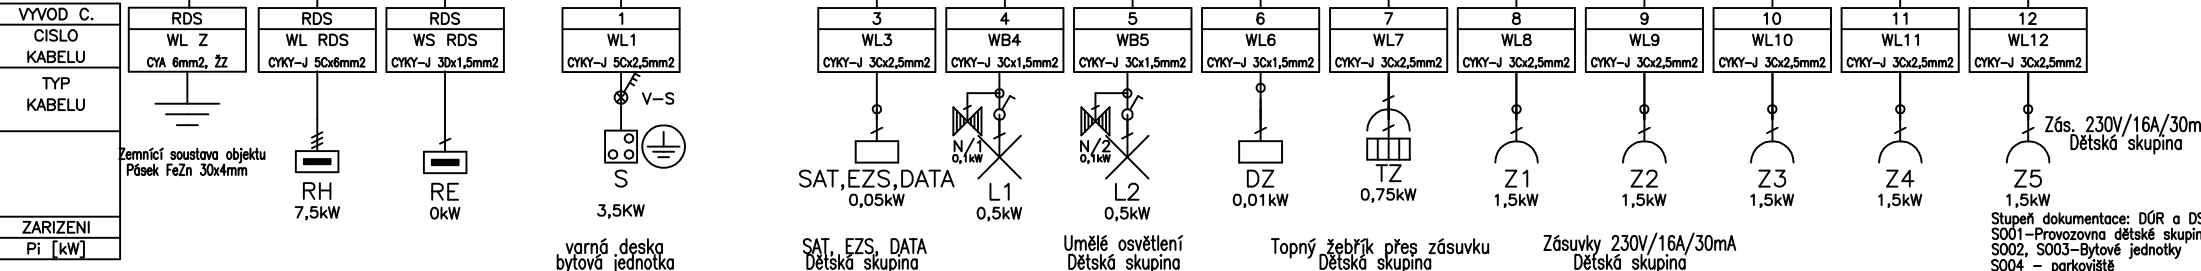 VYVOD C.
CISLO
KABELU
TYP
KABELU
ZARIZENI
Pi [kW]
RDS
WL Z
CYA 6mm2, ŽZ
Zemnící soustava objektu
Pásek FeZn 30x4mm
RDS
WL RDS
CYKY-J 5Cx6mm2
RH
7,5kW
RDS
WS RDS
CYKY-J 3Dx1,5mm2
RE
0kW
1
WL1
CYKY-J 5Cx2,5mm2
V-S
S
3,5KW
varná deska
bytová jednotka
3
WL3
CYKY-J 3Cx2,5mm2
SAT,EZS,DATA
0,05kW
SAT, EZS, DATA
Dětská skupina
4
WB4
CYKY-J 3Cx1,5mm2
N/1
0,1kW
L1
0,5kW
5
WB5
CYKY-J 3Cx1,5mm2
N/2
0,1kW
L2
0,5kW
Umělé osvětlení
Dětská skupina
6
WL6
CYKY-J 3Cx1,5mm2
DZ
0,01kW
7
WL7
CYKY-J 3Cx2,5mm2
TZ
0,75kW
Topný žebřík přes zásuvku
Dětská skupina
8
WL8
CYKY-J 3Cx2,5mm2
Z1
1,5kW
9
WL9
CYKY-J 3Cx2,5mm2
Z2
1,5kW
Zásuvky 230V/16A/30mA
Dětská skupina
10
WL10
CYKY-J 3Cx2,5mm2
Z3
1,5kW
11
WL11
CYKY-J 3Cx2,5mm2
Z4
1,5kW
12
WL12
CYKY-J 3Cx2,5mm2
Z5
1,5kW
Zás. 230V/16A/30m
Dětská skupina
Stupeň dokumentace: DÚR a DS
SO01-Provozovna dětské skupin
SO02, SO03-Bytové jednotky
SO04 - parkoviště